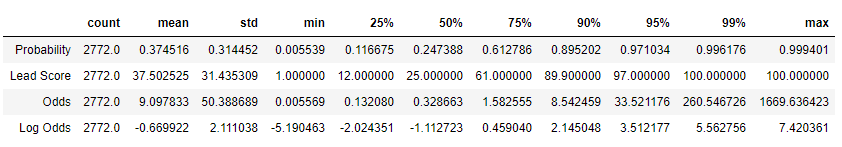 count mean std min 25% 50% 75% 90% 95% 99% max
Probability 2772.0 0.374516 0.314452 0.005539 0.116675 0.247388 0.612786 0.895202 0.971034 0.996176 0.999401
Lead Score 2772.0 37.502525 31.435309 1.000000 12.000000 25.000000 61.000000 89.900000 97.000000 100.000000 100.000000
Odds 2772.0 9.097833 50.388689 0.005569 0.132080 0.328663 1.582555 8.542459 33.521176 260.546726 1669.636423
Log Odds 2772.0 -0.669922 2.111038 -5.190463 -2.024351 -1.112723 0.459040 2.145048 3.512177 5.562756 7.420361